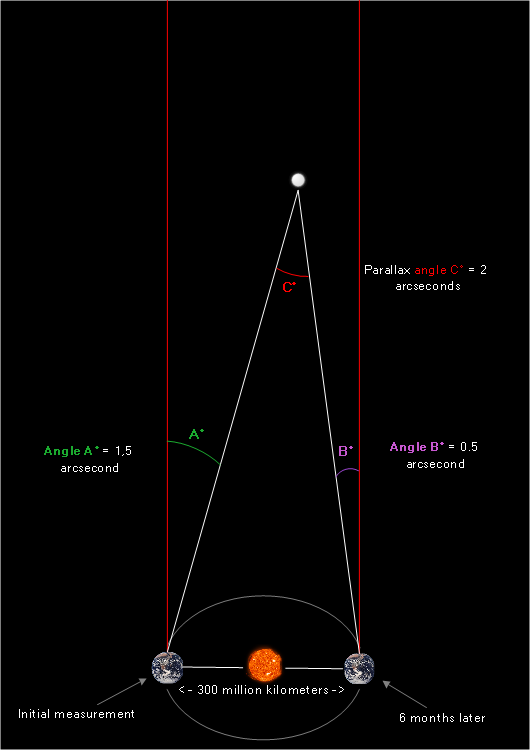 C°
Parallax angle C° = 2
arcseconds
A°
Angle A° = 1,5
arcsecond
B°
Angle B° = 0.5
arcsecond
<- 300 million kilometers ->
Initial measurement
6 months later